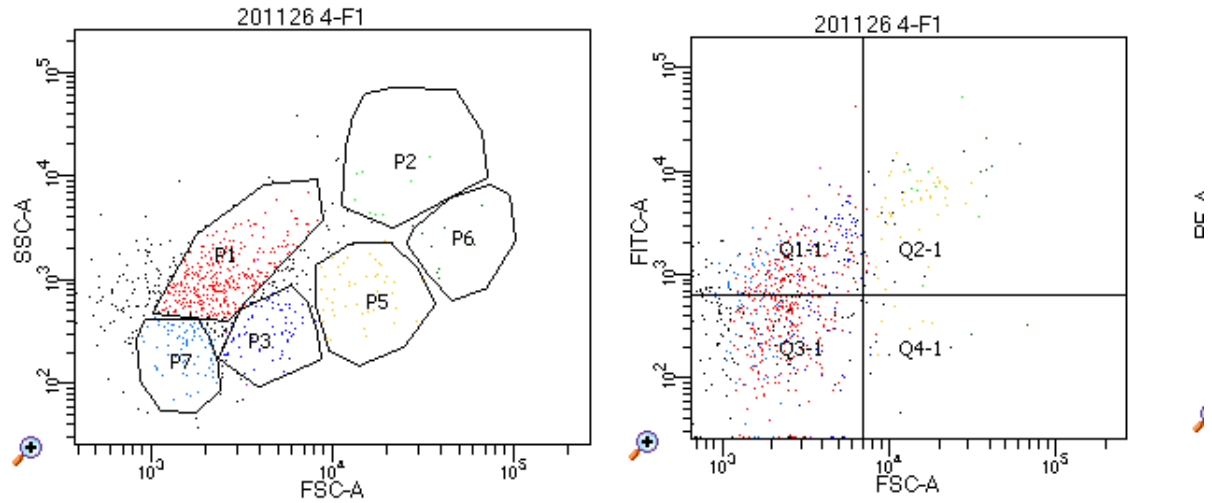 201126 4-F1
SSC-A
10^5
10^4
10^3
10^2
P1
P2
P3
P5
P6
P7
10^3
10^4
10^5
FSC-A
201126 4-F1
FITC-A
10^5
10^4
10^3
10^2
Q1-1
Q2-1
Q3-1
Q4-1
10^3
10^4
10^5
FSC-A